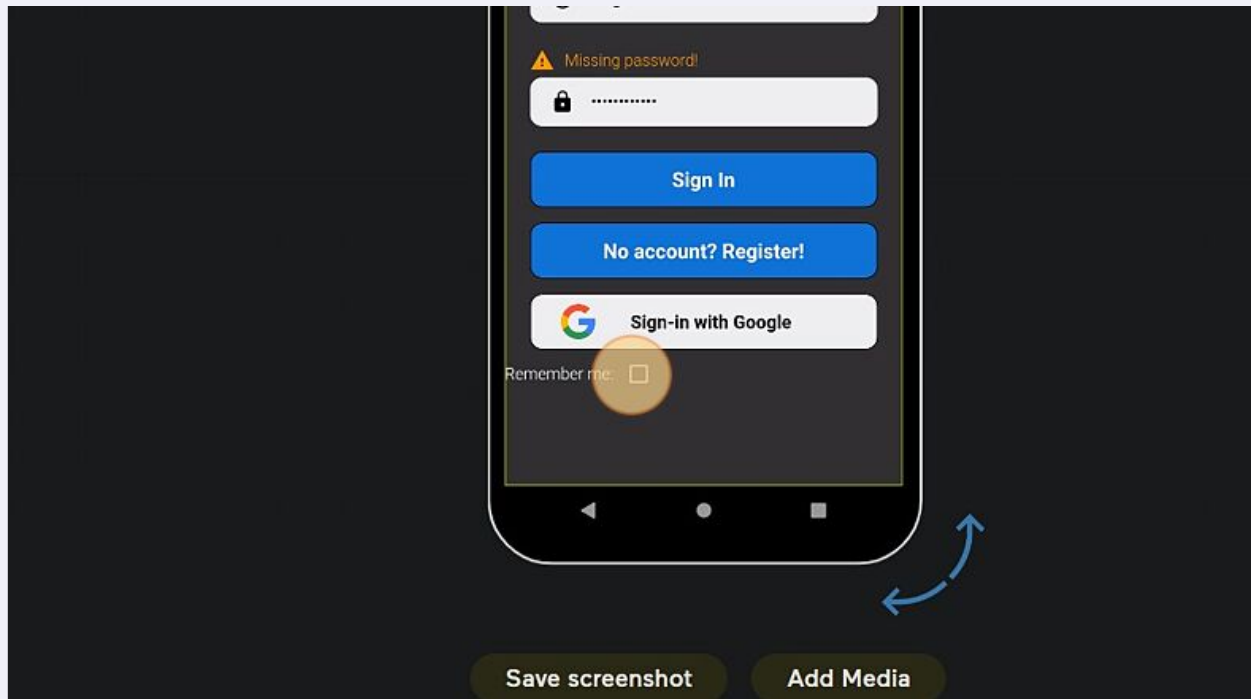 Missing password!
Sign In
No account? Register!
Sign-in with Google
Remember me:
Save screenshot
Add Media